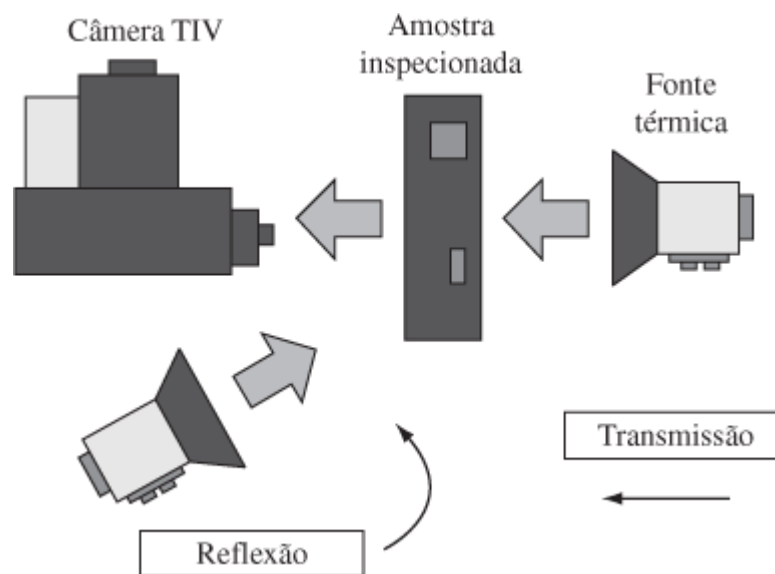 Câmera TIV
Amostra
inspecionada
Fonte
térmica
Transmissão
Reflexão